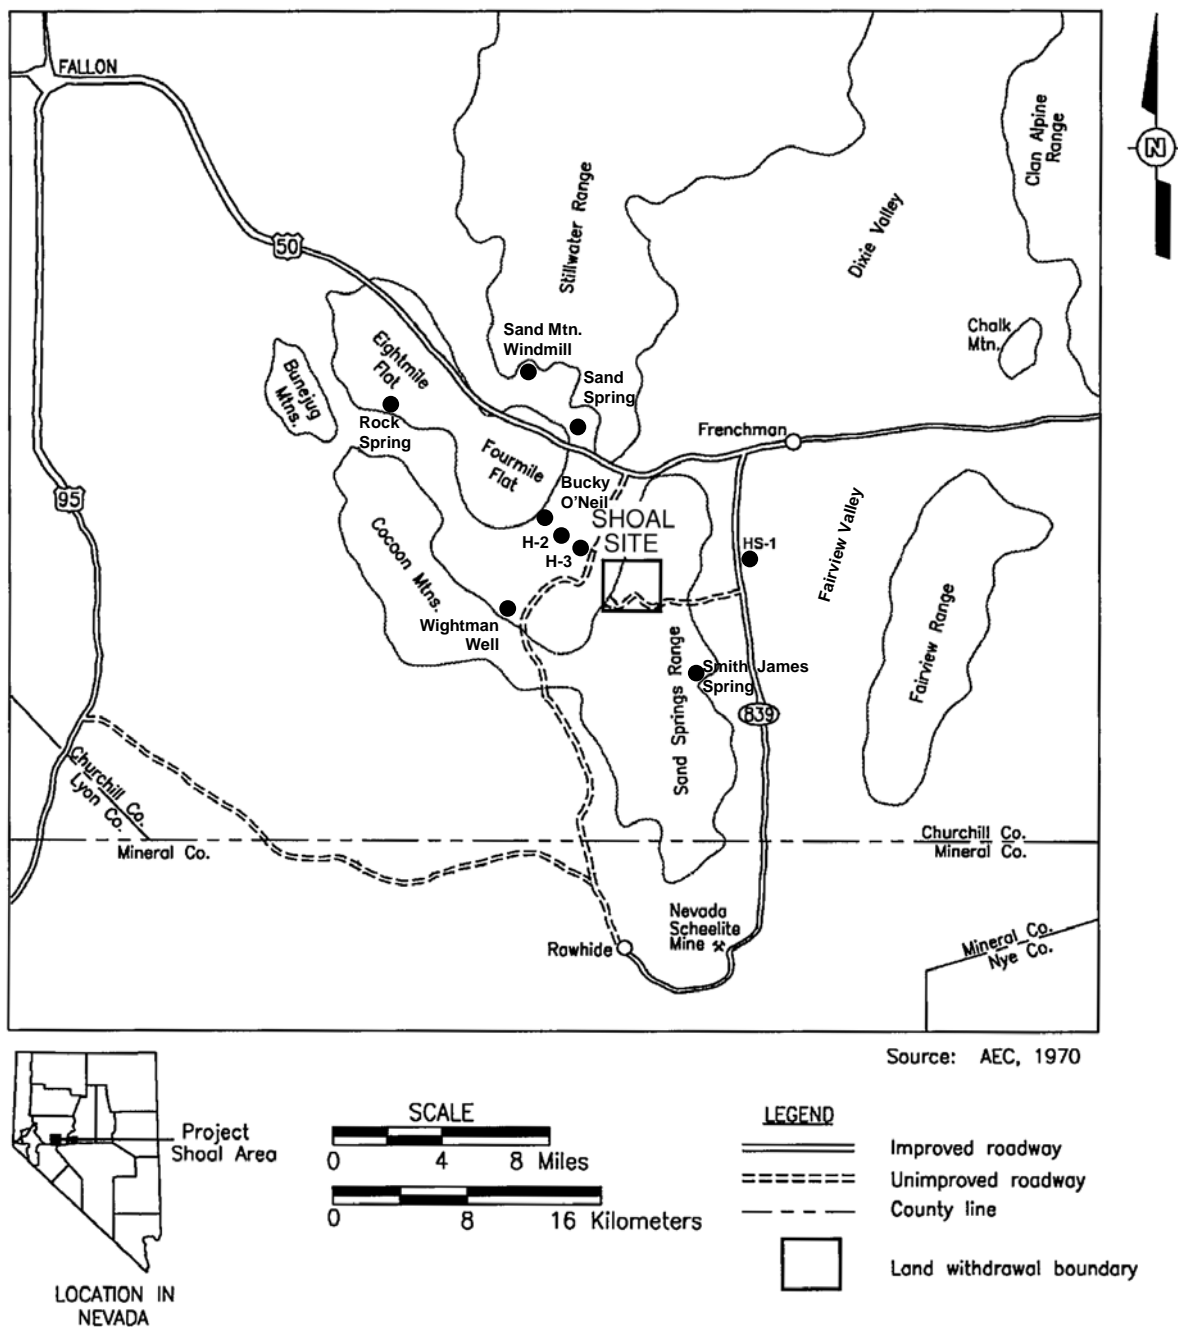 FALLON
Clan Alpine
Range
N
50
Stillwater Range
Dixie Valley
Sand Mtn.
Windmill
Chalk
Mtn.
Eightmile
Flat
Bunejug
Mtns.
Sand
Spring
Rock
Spring
Frenchman
Fourmile
Flat
95
Bucky
O'Neil
SHOAL
SITE
H-2
H-3
HS-1
Fairview Valley
Cocoon Mtns.
Wightman
Well
Fairview Range
Sand Springs Range
Smith James
Spring
839
Churchill Co.
Lyon Co.
Mineral Co.
Churchill Co.
Mineral Co.
Nevada
Scheelite
Mine
Rawhide
Mineral Co.
Nye Co.
Source: AEC, 1970
Project
Shoal Area
LOCATION IN
NEVADA
SCALE
0 4 8 Miles
0 8 16 Kilometers
LEGEND
Improved roadway
Unimproved roadway
County line
Land withdrawal boundary